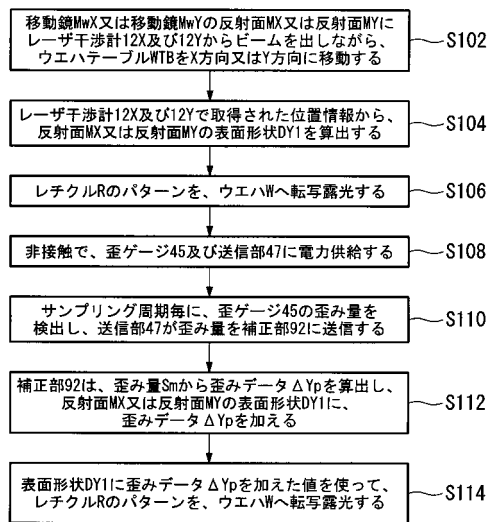 移動鏡MwX又は移動鏡MwYの反射面MX又は反射面MYに
レーザ干渉計12X及び12Yからビームを出しながら、
ウエハテーブルWTBをX方向又はY方向に移動する
S102
レーザ干渉計12X及び12Yで取得された位置情報から、
反射面MX又は反射面MYの表面形状DY1を算出する
S104
レチクルRのパターンを、ウエハWへ転写露光する
S106
非接触で、歪ゲージ45及び送信部47に電力供給する
S108
サンプリング周期毎に、歪ゲージ45の歪み量を
検出し、送信部47が歪み量を補正部92に送信する
S110
補正部92は、歪み量Smから歪みデータΔYpを算出し、
反射面MX又は反射面MYの表面形状DY1に、
歪みデータΔYpを加える
S112
表面形状DY1に歪みデータΔYpを加えた値を使って、
レチクルRのパターンを、ウエハWへ転写露光する
S114